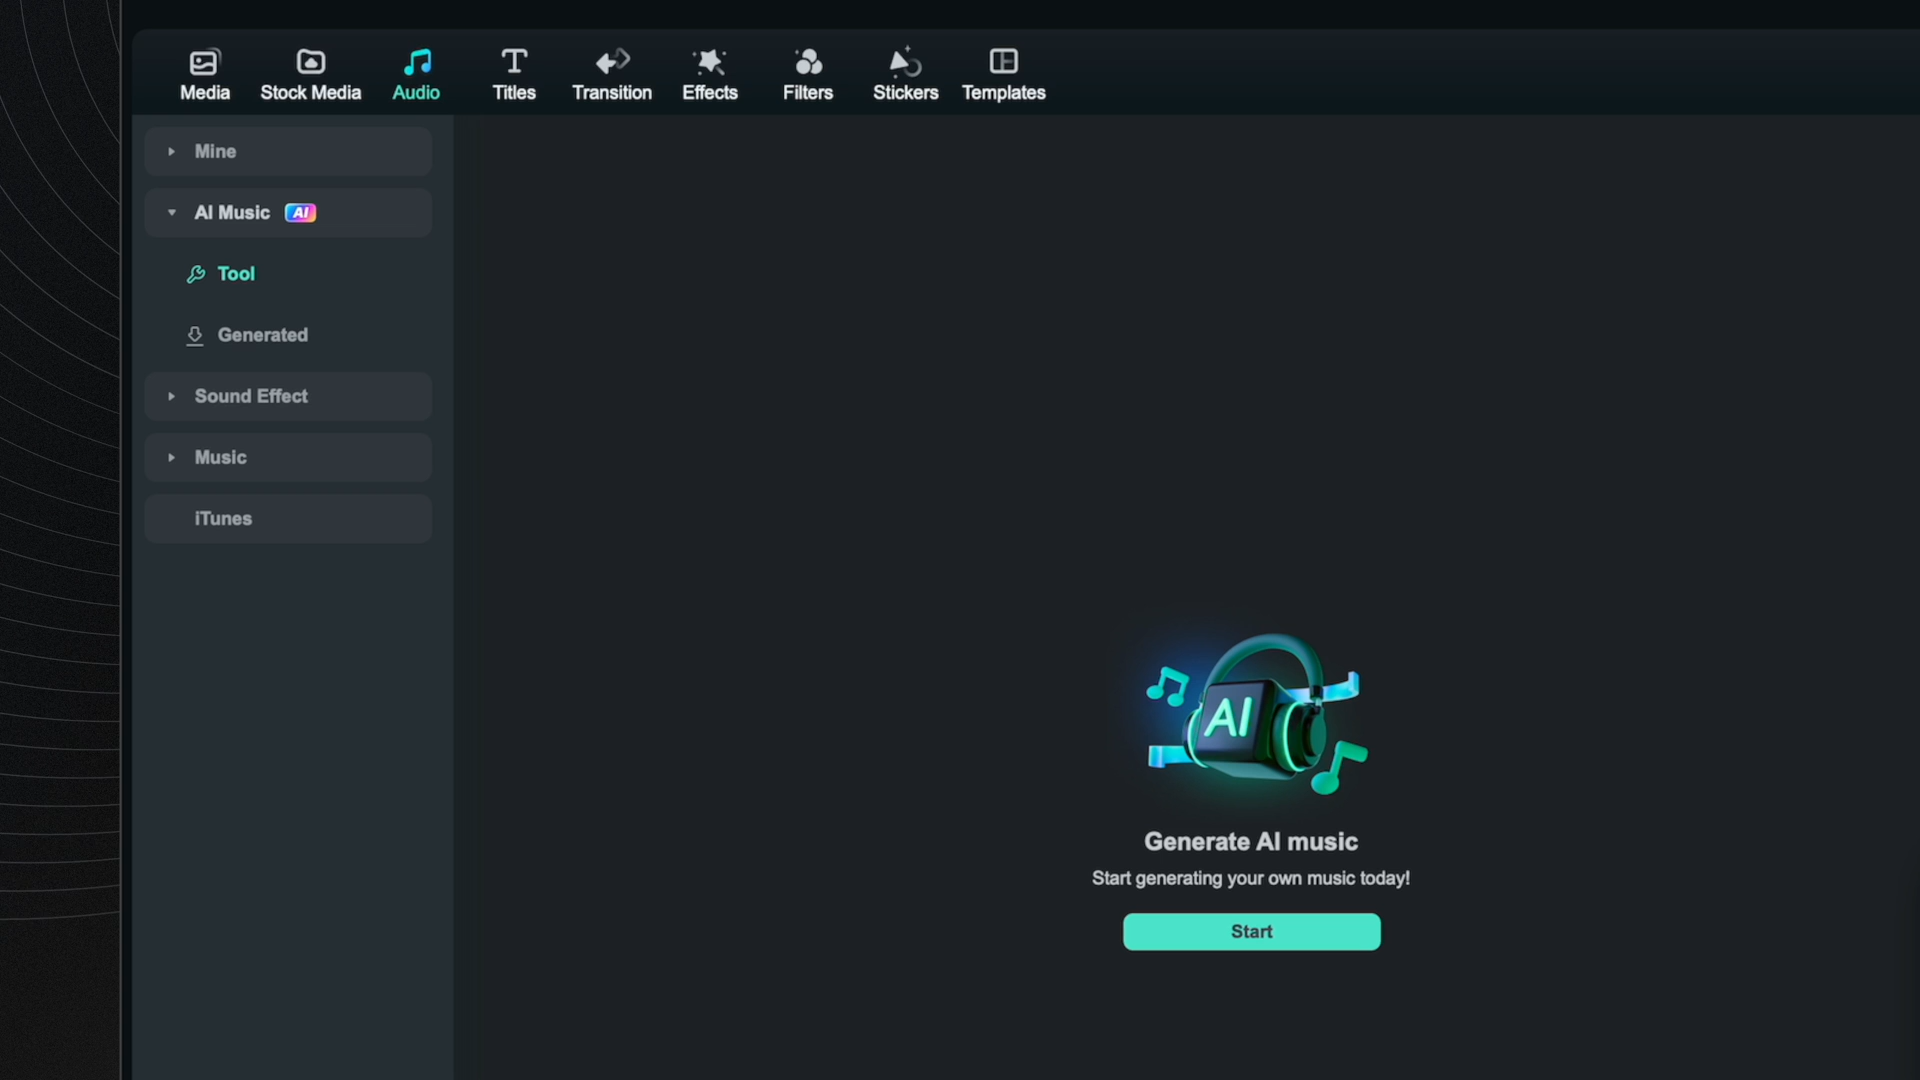 Media
Stock Media
Audio
Titles
Transition
Effects
Filters
Stickers
Templates
Mine
AI Music AI
Tool
Generated
Sound Effect
Music
iTunes
AI
Generate AI music
Start generating your own music today!
Start